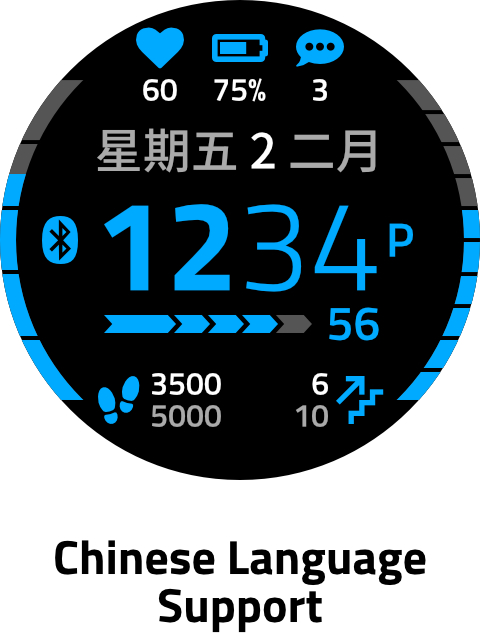 60 75% 3
星期五 2 二月
1234 P
56
3500 6
5000 10
Chinese Language
Support